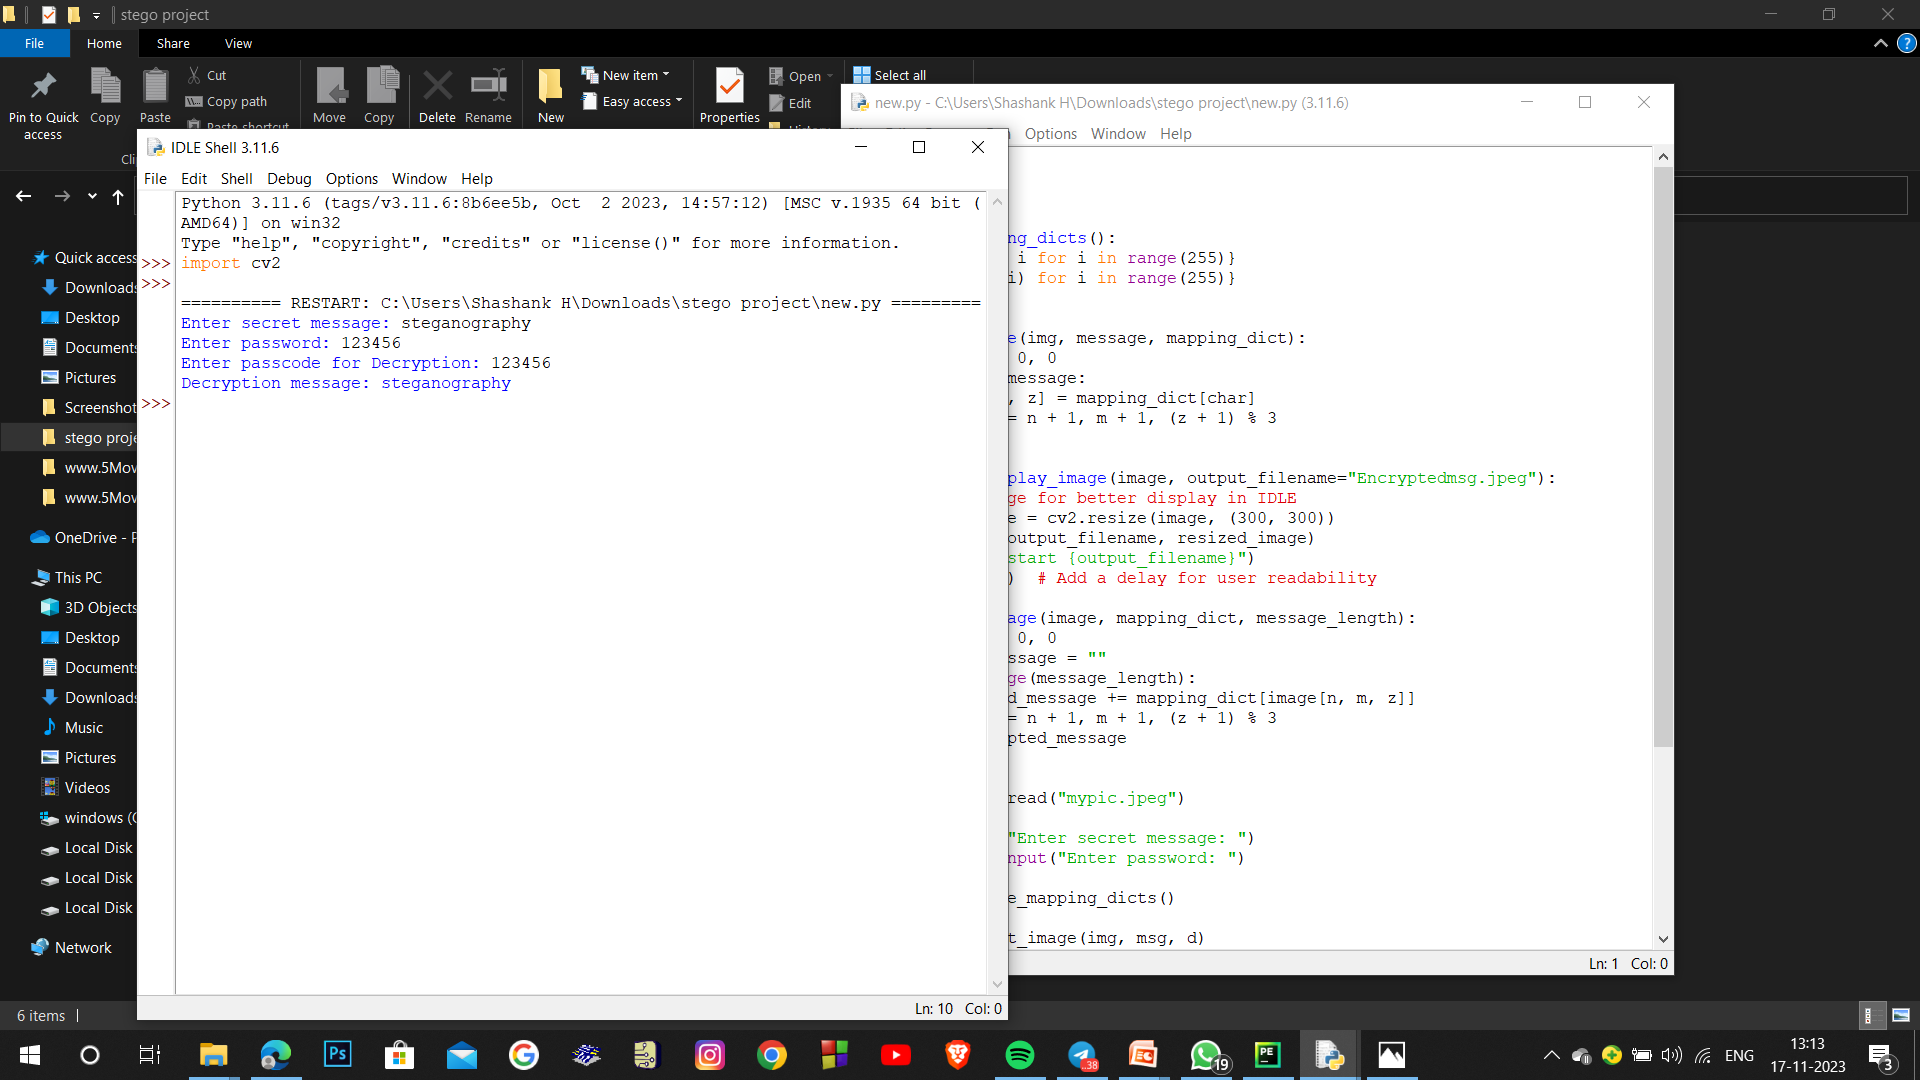 stego project
File
Home
Share
View
Pin to Quick access
Copy
Paste
Cut
Copy path
Paste shortcut
Move
Copy
Delete
Rename
New
New item
Easy access
Properties
Open
Edit
Select all
new.py - C:\Users\Shashank H\Downloads\stego project\new.py (3.11.6)
Options Window Help
IDLE Shell 3.11.6
File Edit Shell Debug Options Window Help
Python 3.11.6 (tags/v3.11.6:8b6ee5b, Oct  2 2023, 14:57:12) [MSC v.1935 64 bit (
AMD64)] on win32
Type "help", "copyright", "credits" or "license()" for more information.
>>> import cv2
>>>
========== RESTART: C:\Users\Shashank H\Downloads\stego project\new.py =========
Enter secret message: steganography
Enter password: 123456
Enter passcode for Decryption: 123456
Decryption message: steganography
>>>
Ln: 10 Col: 0
ng_dicts():
i for i in range(255)}
i) for i in range(255)}
e(img, message, mapping_dict):
0, 0
message:
, z] = mapping_dict[char]
= n + 1, m + 1, (z + 1) % 3
play_image(image, output_filename="Encryptedmsg.jpeg"):
ge for better display in IDLE
e = cv2.resize(image, (300, 300))
output_filename, resized_image)
start {output_filename}")
)  # Add a delay for user readability
age(image, mapping_dict, message_length):
0, 0
ssage = ""
ge(message_length):
d_message += mapping_dict[image[n, m, z]]
= n + 1, m + 1, (z + 1) % 3
pted_message
read("mypic.jpeg")
"Enter secret message: ")
nput("Enter password: ")
e_mapping_dicts()
t_image(img, msg, d)
Ln: 1 Col: 0
Quick access
Downloads
Desktop
Documents
Pictures
Screenshot
stego proje
www.5Mov
www.5Mov
OneDrive - P
This PC
3D Objects
Desktop
Documents
Downloads
Music
Pictures
Videos
windows (C
Local Disk
Local Disk
Local Disk
Network
6 items
Ps
38
19
PE
ENG
13:13
17-11-2023
3